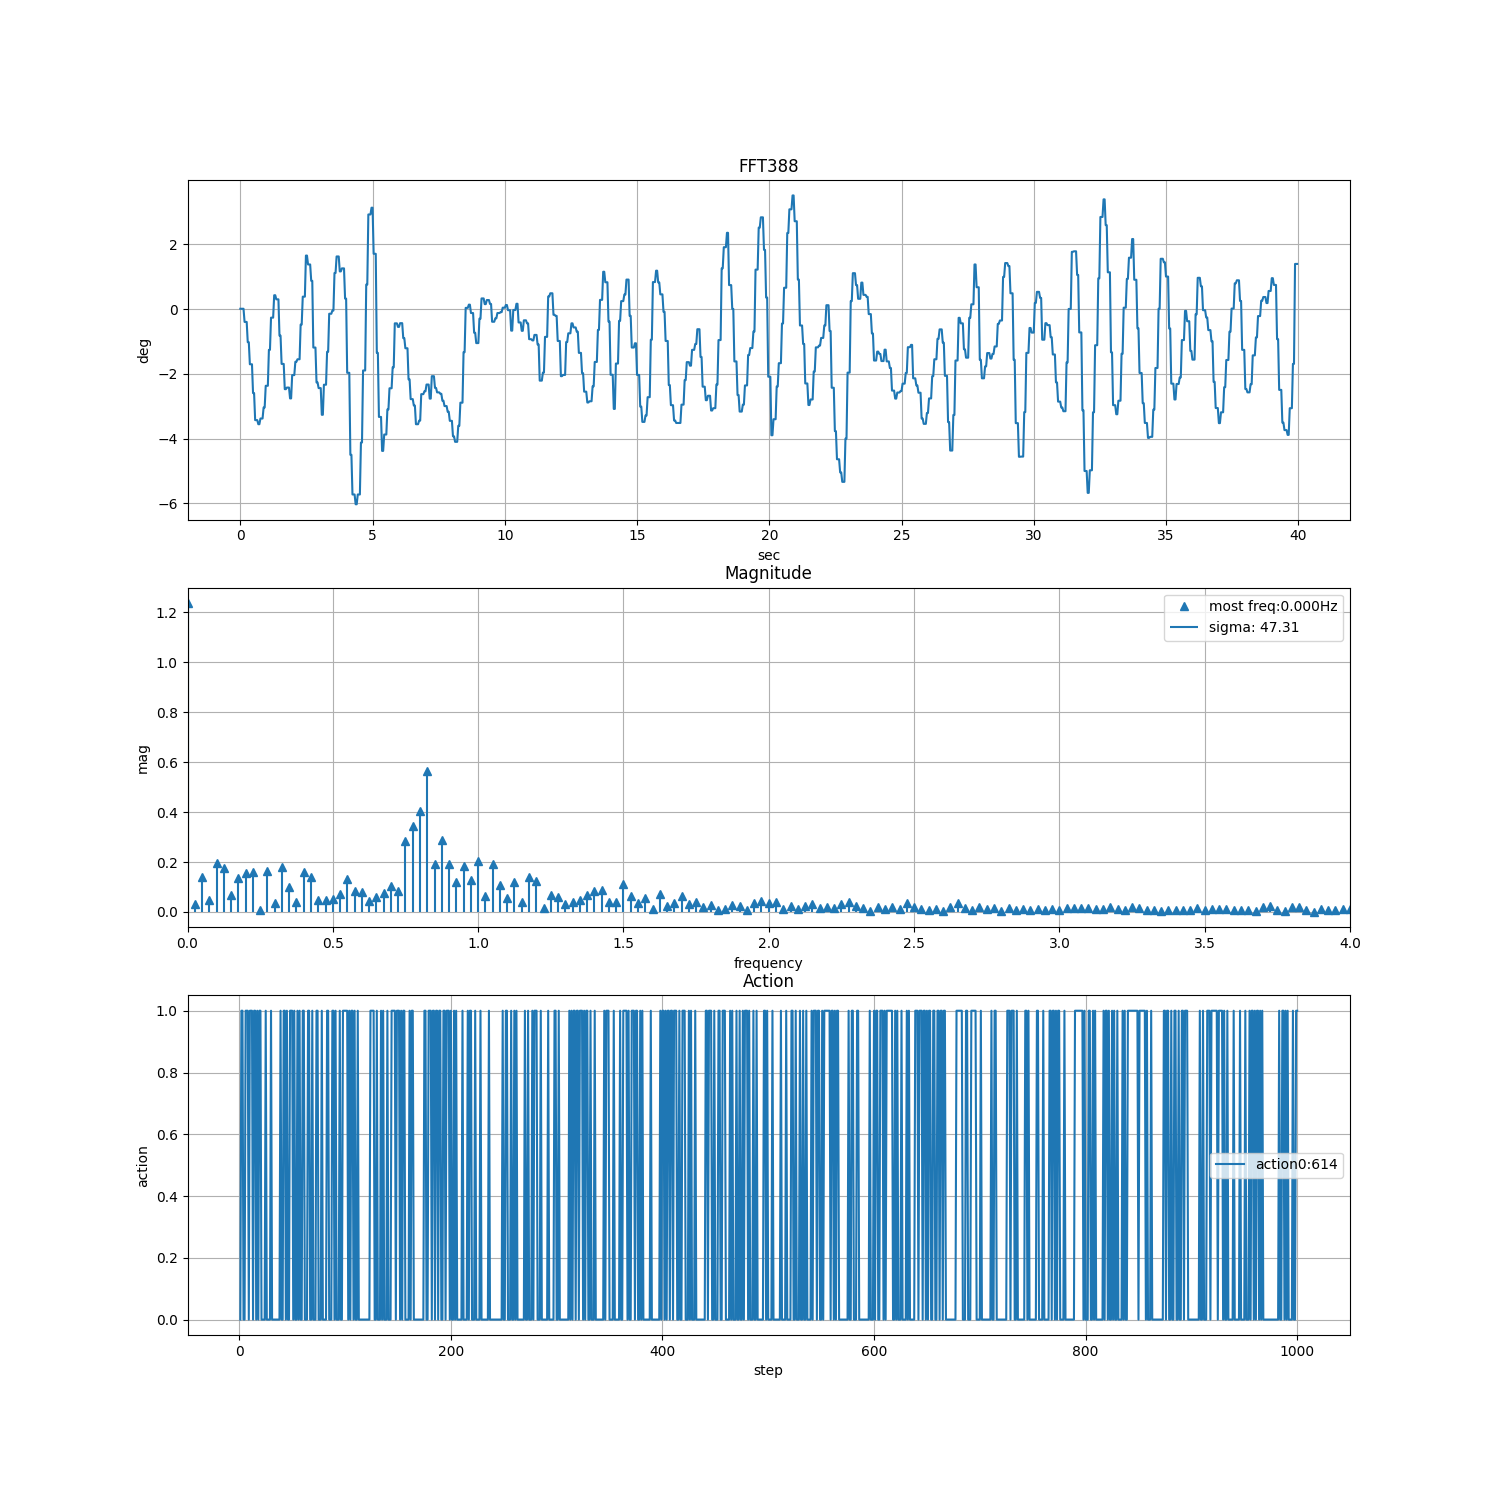 FFT388
2
0
−2
−4
−6
deg
0 5 10 15 20 25 30 35 40
sec
Magnitude
1.2
1.0
0.8
0.6
0.4
0.2
0.0
mag
most freq:0.000Hz
sigma: 47.31
0.0 0.5 1.0 1.5 2.0 2.5 3.0 3.5 4.0
frequency
Action
1.0
0.8
0.6
0.4
0.2
0.0
action
action0:614
0 200 400 600 800 1000
step